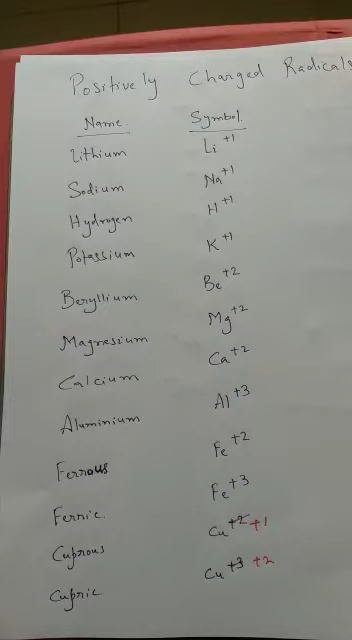 Positively Charged Radicals
Name Symbol
Lithium Li +1
Sodium Na+1
Hydrogen H+1
Potassium K+1
Beryllium Be+2
Magnesium Mg+2
Calcium Ca+2
Aluminium Al+3
Ferrous Fe+2
Ferric. Fe+3
Cuprous Cu+2 +1
Cupric Cu+3 +2